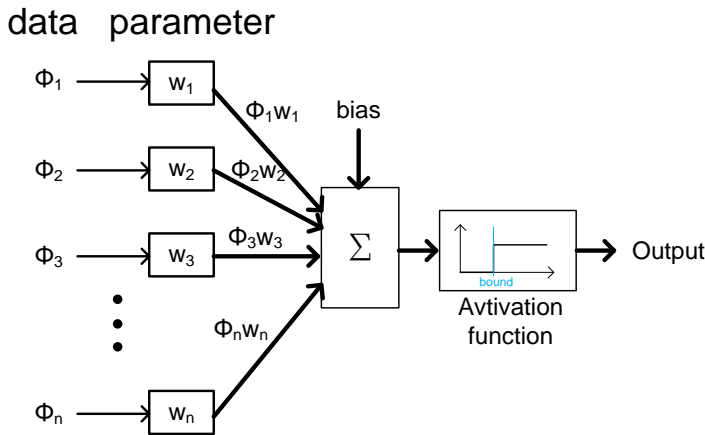 data parameter
Φ1 w1
Φ1w1
bias
Φ2 w2
Φ2w2
Φ3 w3
Φ3w3
Σ
bound
Output
Avtivation
function
Φnwn
Φn wn